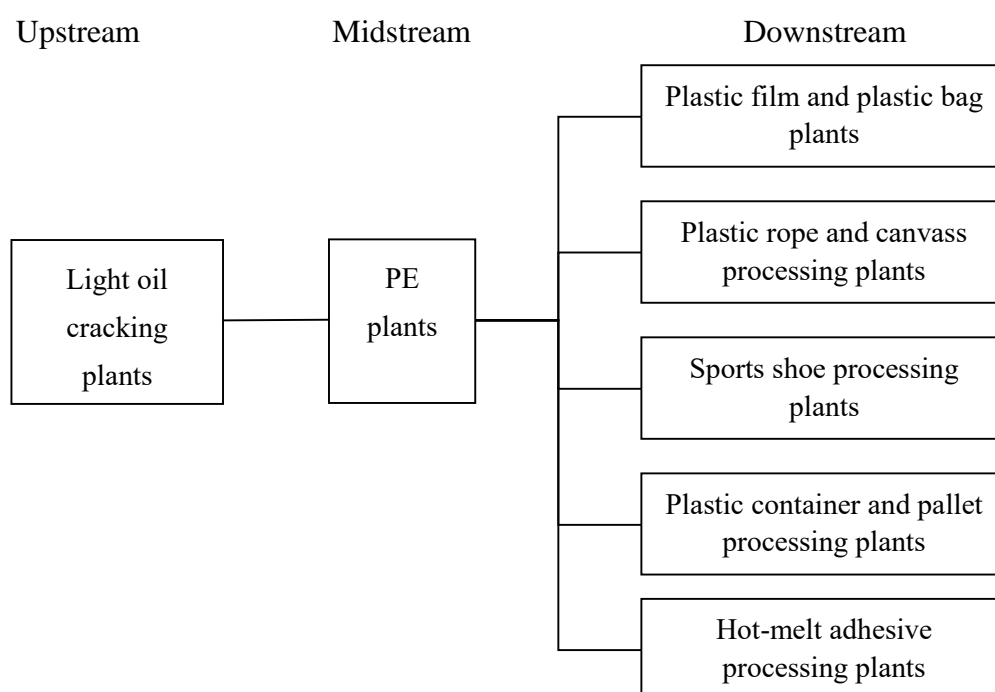 Upstream
Midstream
Downstream
Light oil
cracking
plants
PE
plants
Plastic film and plastic bag
plants
Plastic rope and canvass
processing plants
Sports shoe processing
plants
Plastic container and pallet
processing plants
Hot-melt adhesive
processing plants